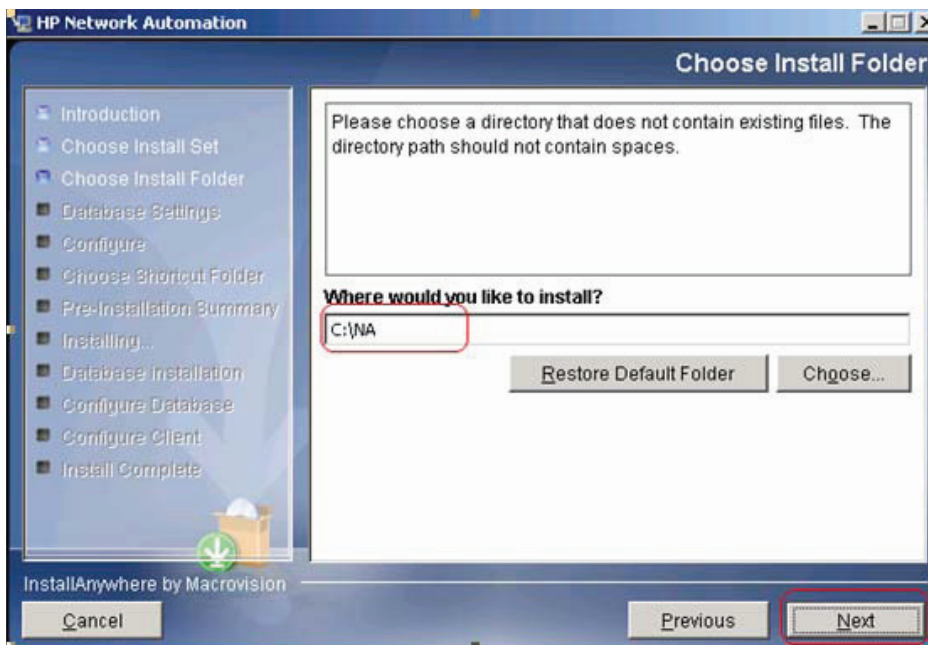 HP Network Automation
Choose Install Folder
Introduction
Choose Install Set
Choose Install Folder
Database Settings
Configure
Choose Shortcut Folder
Pre-Installation Summary
Installing...
Database Installation
Configure Database
Configure Client
Install Complete
Please choose a directory that does not contain existing files. The
directory path should not contain spaces.
Where would you like to install?
C:\NA
Restore Default Folder
Choose...
InstallAnywhere by Macrovision
Cancel
Previous
Next